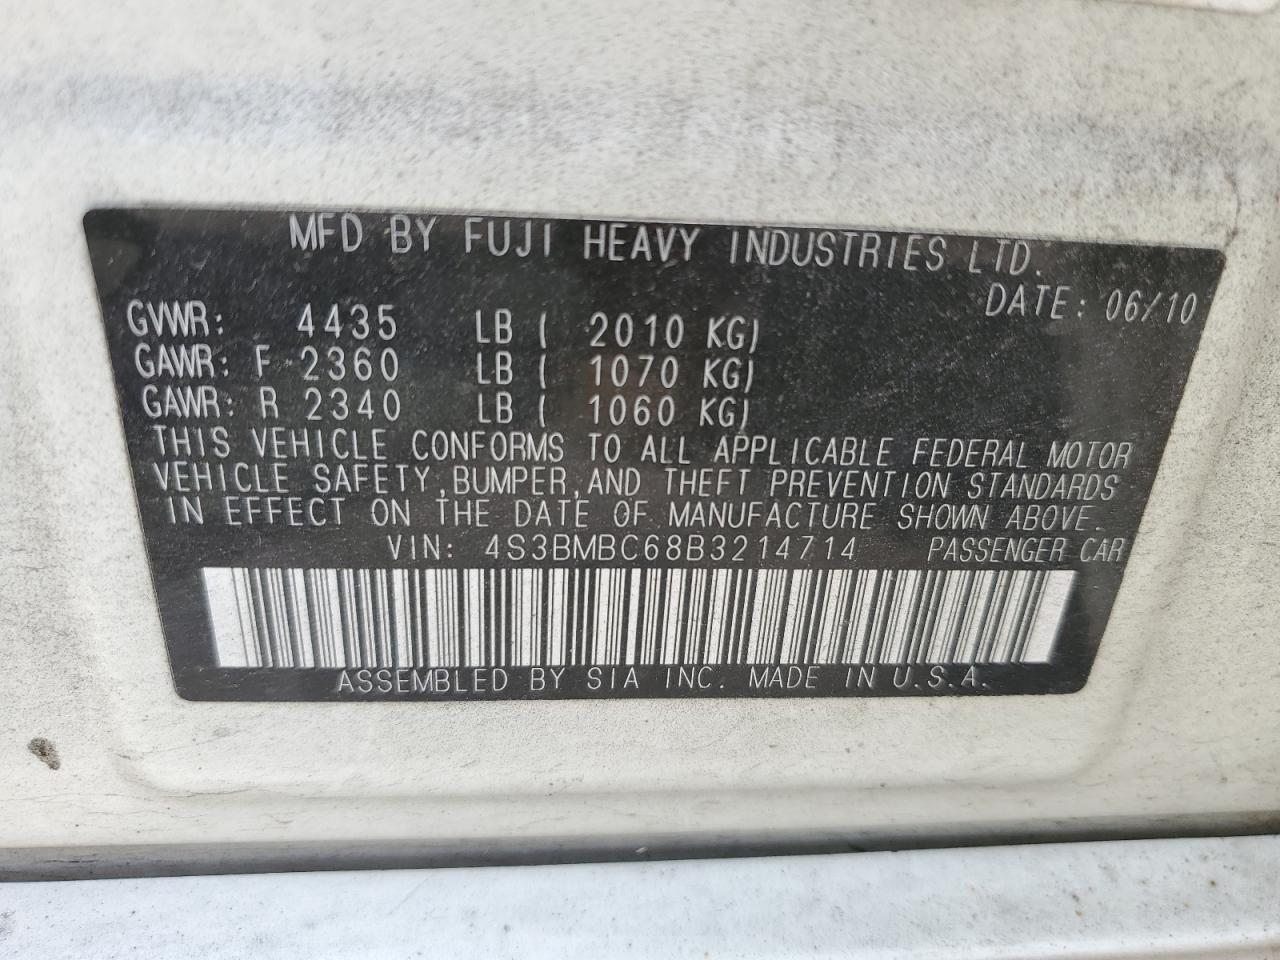 MFD BY FUJI HEAVY INDUSTRIES LTD.
DATE: 06/10
GVWR: 4435 LB ( 2010 KG)
GAWR: F 2360 LB ( 1070 KG)
GAWR: R 2340 LB ( 1060 KG)
THIS VEHICLE CONFORMS TO ALL APPLICABLE FEDERAL MOTOR
VEHICLE SAFETY, BUMPER, AND THEFT PREVENTION STANDARDS
IN EFFECT ON THE DATE OF MANUFACTURE SHOWN ABOVE.
VIN: 4S3BMBC68B3214714 PASSENGER CAR
ASSEMBLED BY SIA INC. MADE IN U.S.A.